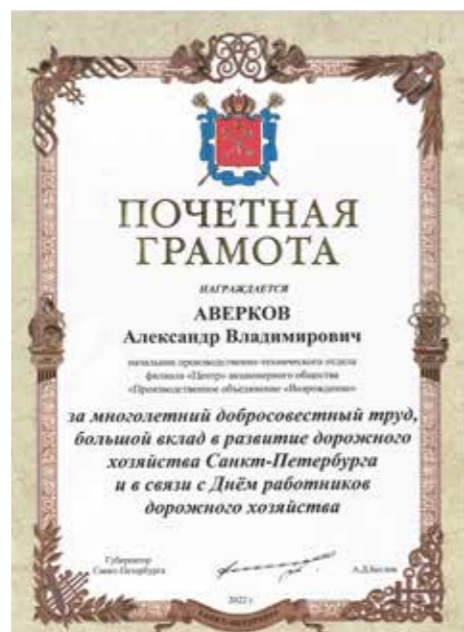 ПОЧЕТНАЯ
ГРАМОТА
НАГРАЖДАЕТСЯ
АВЕРКОВ
Александр Владимирович
начальник производственно-технического отдела
филиала «Центр» акционерного общества
«Производственное объединение «Возрождение»
за многолетний добросовестный труд,
большой вклад в развитие дорожного
хозяйства Санкт-Петербурга
и в связи с Днём работников
дорожного хозяйства
Губернатор
Санкт-Петербурга
А.Д.Беглов
2022 г.
САНКТ-ПЕТЕРБУРГ